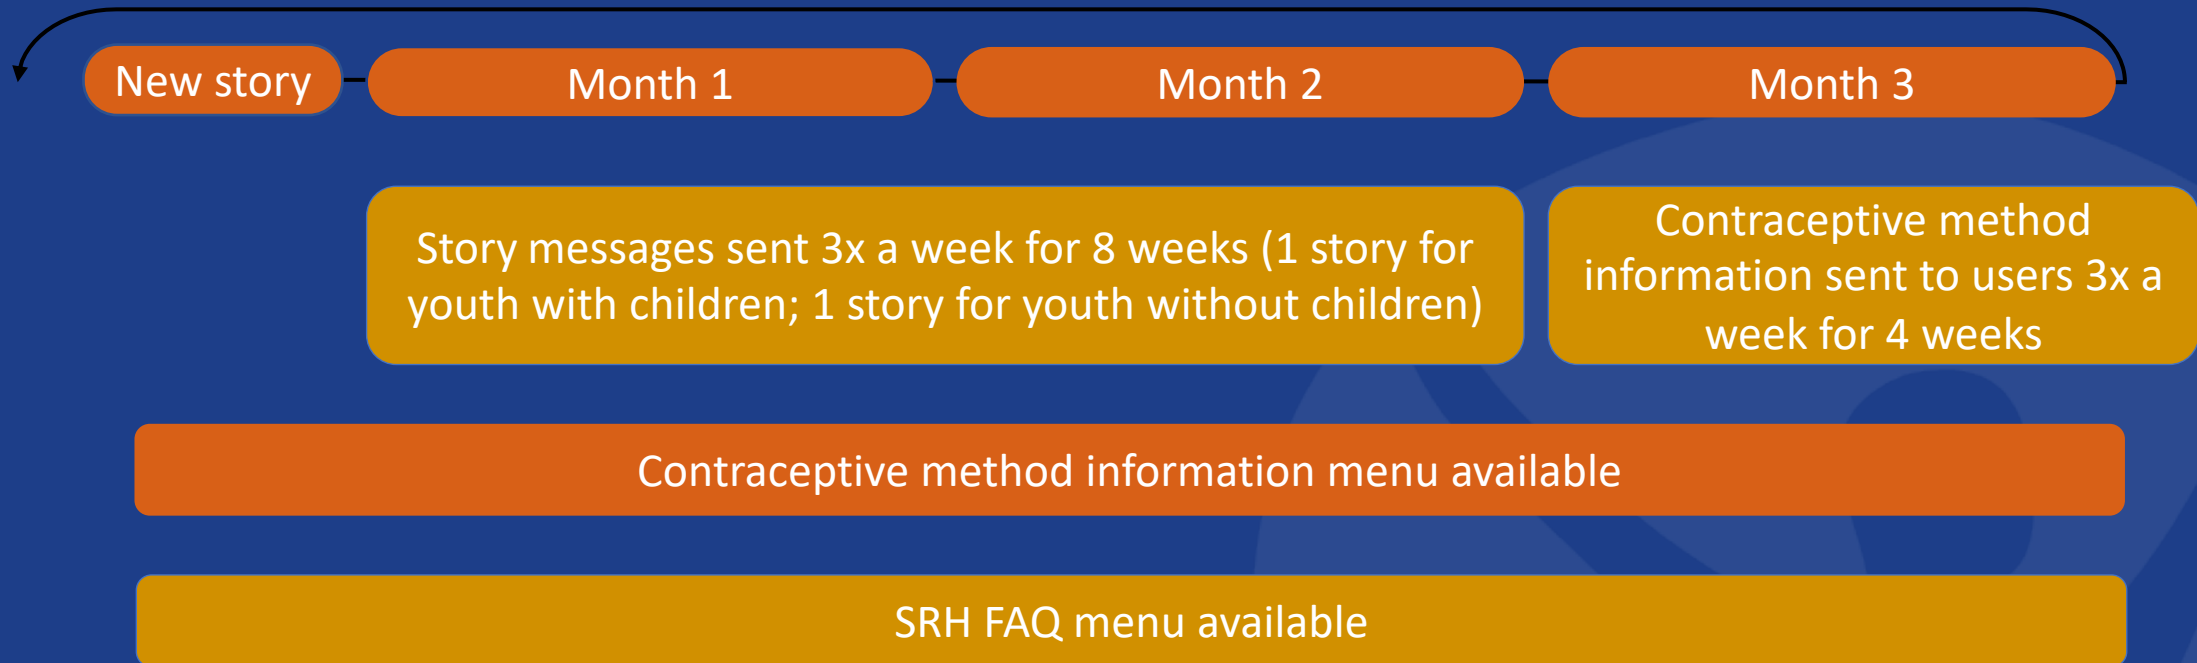 New story
Month 1
Month 2
Month 3
Story messages sent 3x a week for 8 weeks (1 story for
youth with children; 1 story for youth without children)
Contraceptive method
information sent to users 3x a
week for 4 weeks
Contraceptive method information menu available
SRH FAQ menu available